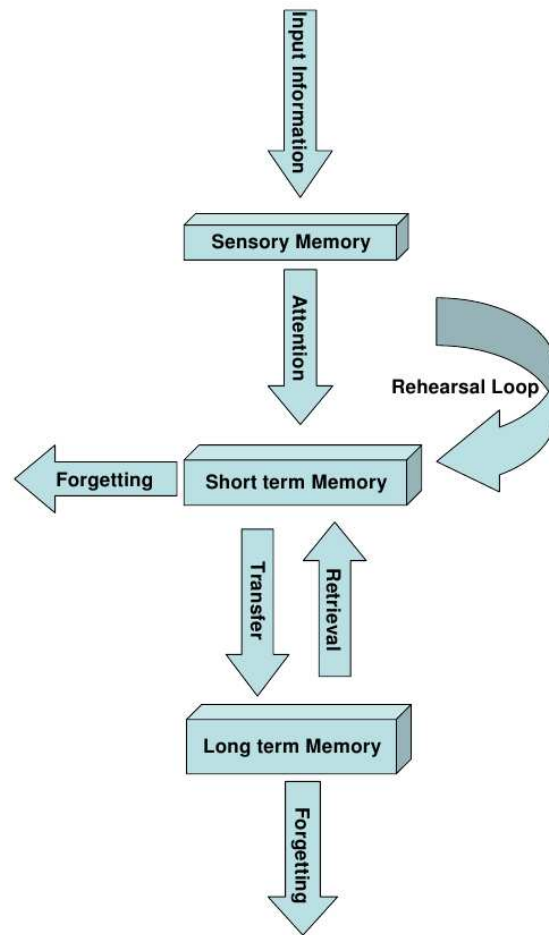 Input Information
Sensory Memory
Attention
Rehearsal Loop
Forgetting
Short term Memory
Transfer
Retrieval
Long term Memory
Forgetting